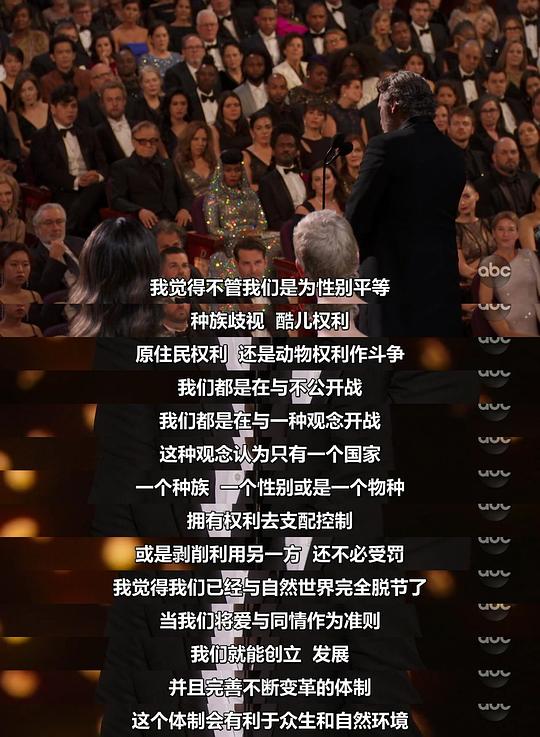 abc
我觉得不管我们是为性别平等
种族歧视 酷儿权利
原住民权利 还是动物权利作斗争
我们都是在与不公开战
我们都是在与一种观念开战
这种观念认为只有一个国家
一个种族 一个性别或是一个物种
拥有权利去支配控制
或是剥削利用另一方 还不必受罚
我觉得我们已经与自然世界完全脱节了
当我们将爱与同情作为准则
我们就能创立 发展
并且完善不断变革的体制
这个体制会有利于众生和自然环境